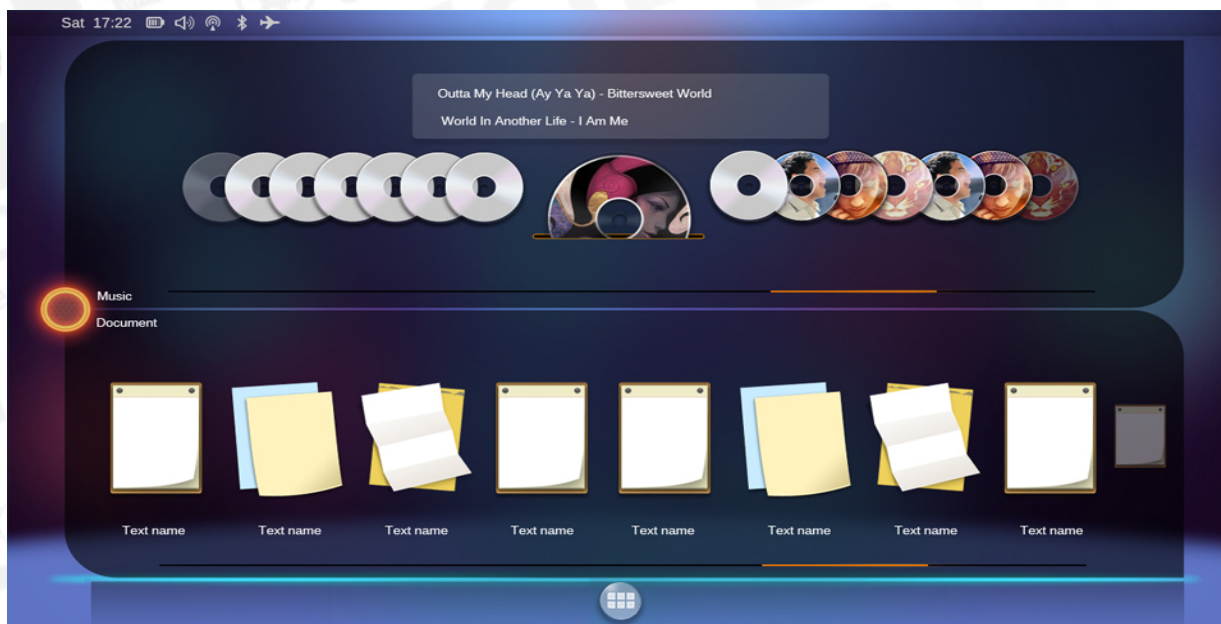 Sat 17:22
Outta My Head (Ay Ya Ya) - Bittersweet World
World In Another Life - I Am Me
Music
Document
Text name Text name Text name Text name Text name Text name Text name Text name